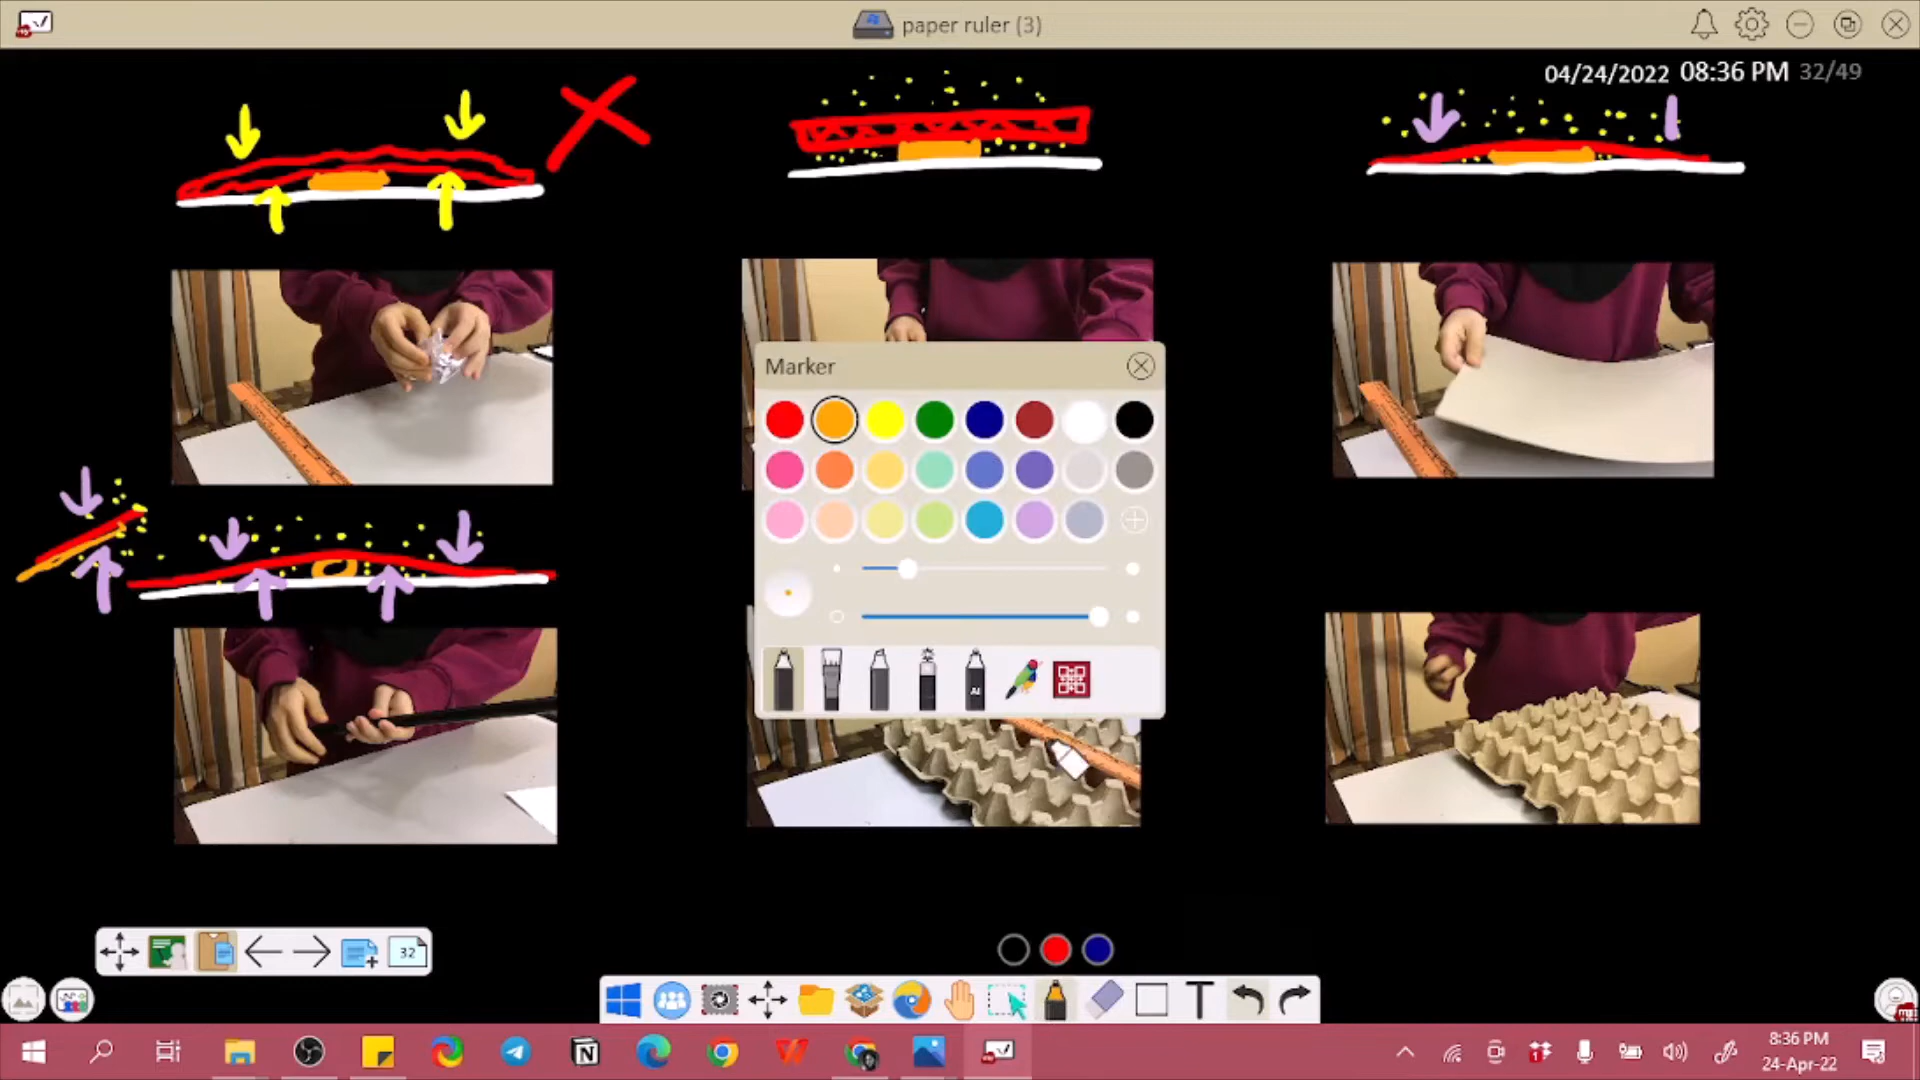 paper ruler (3)
04/24/2022 08:36 PM 32/49
Marker
AI
32
T
8:36 PM
24-Apr-22